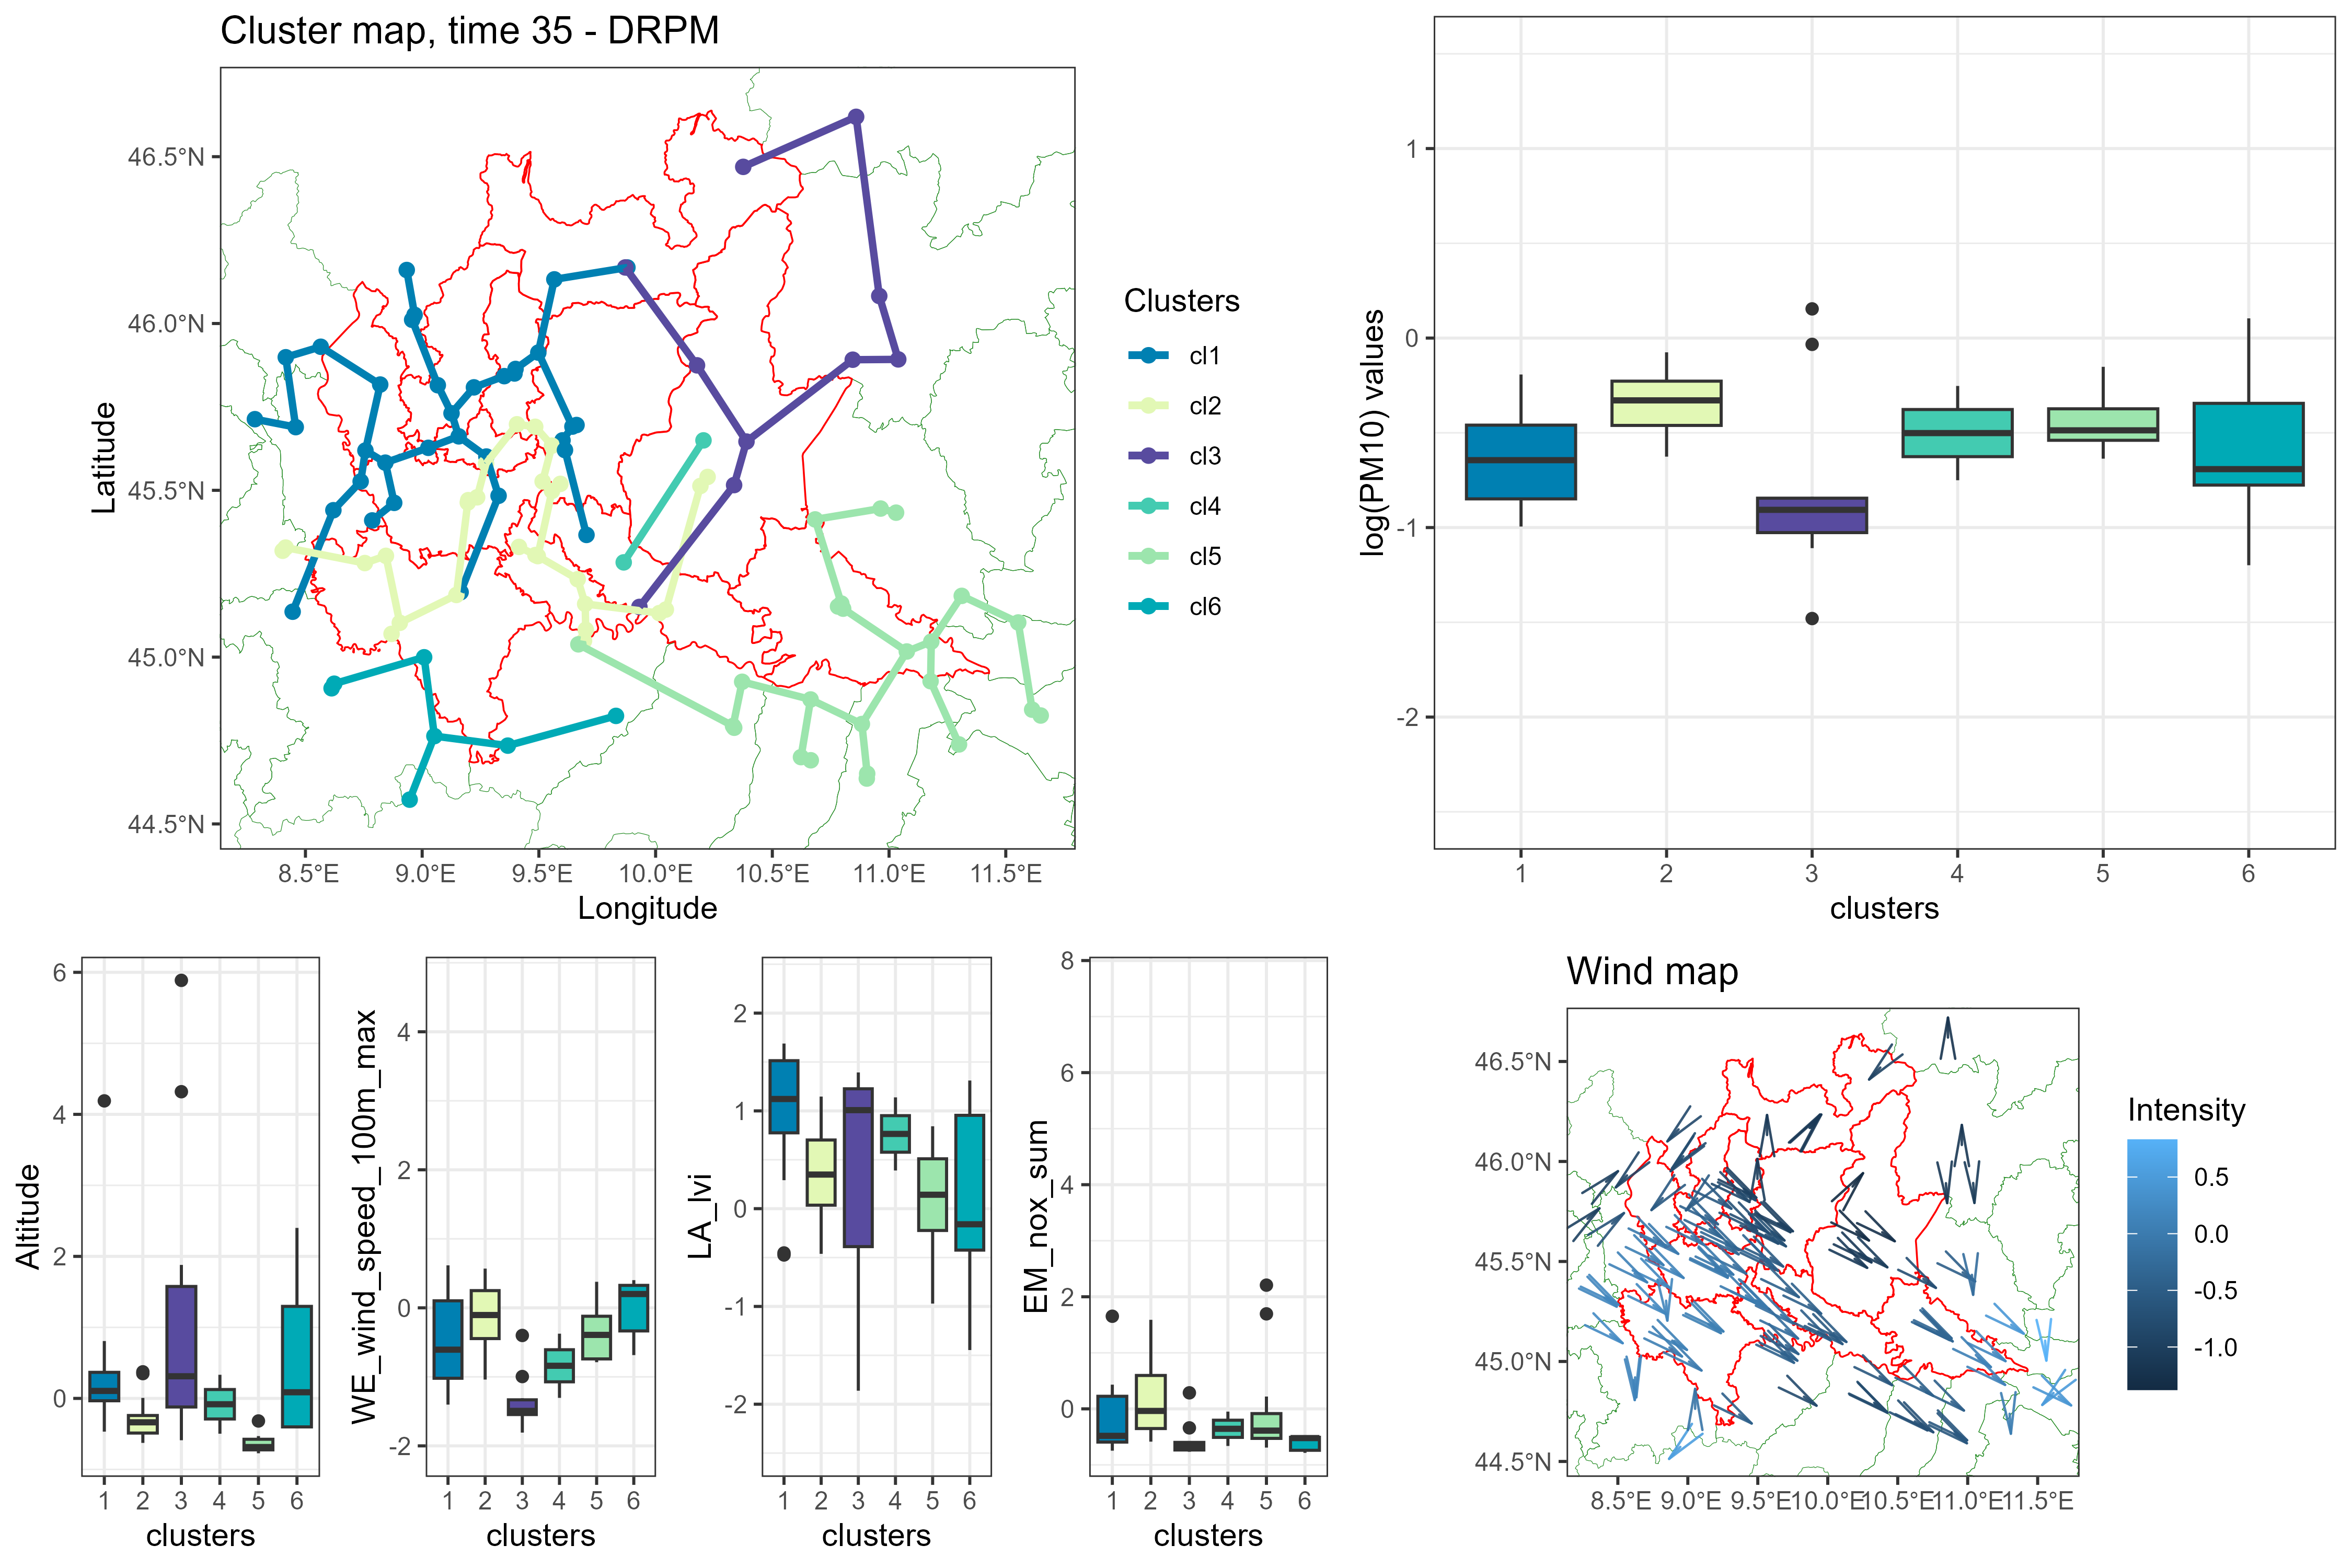 Cluster map, time 35 - DRPM
46.5°N
46.0°N
45.5°N
45.0°N
44.5°N
Latitude
8.5°E 9.0°E 9.5°E 10.0°E 10.5°E 11.0°E 11.5°E
Longitude
Clusters
cl1
cl2
cl3
cl4
cl5
cl6
log(PM10) values
1
0
-1
-2
1 2 3 4 5 6
clusters
Altitude
6
4
2
0
1 2 3 4 5 6
clusters
WE_wind_speed_100m_max
4
2
0
-2
1 2 3 4 5 6
clusters
LA_lvi
2
1
0
-1
-2
1 2 3 4 5 6
clusters
EM_nox_sum
8
6
4
2
0
1 2 3 4 5 6
clusters
Wind map
46.5°N
46.0°N
45.5°N
45.0°N
44.5°N
8.5°E 9.0°E 9.5°E 10.0°E 10.5°E 11.0°E 11.5°E
Intensity
0.5
0.0
-0.5
-1.0